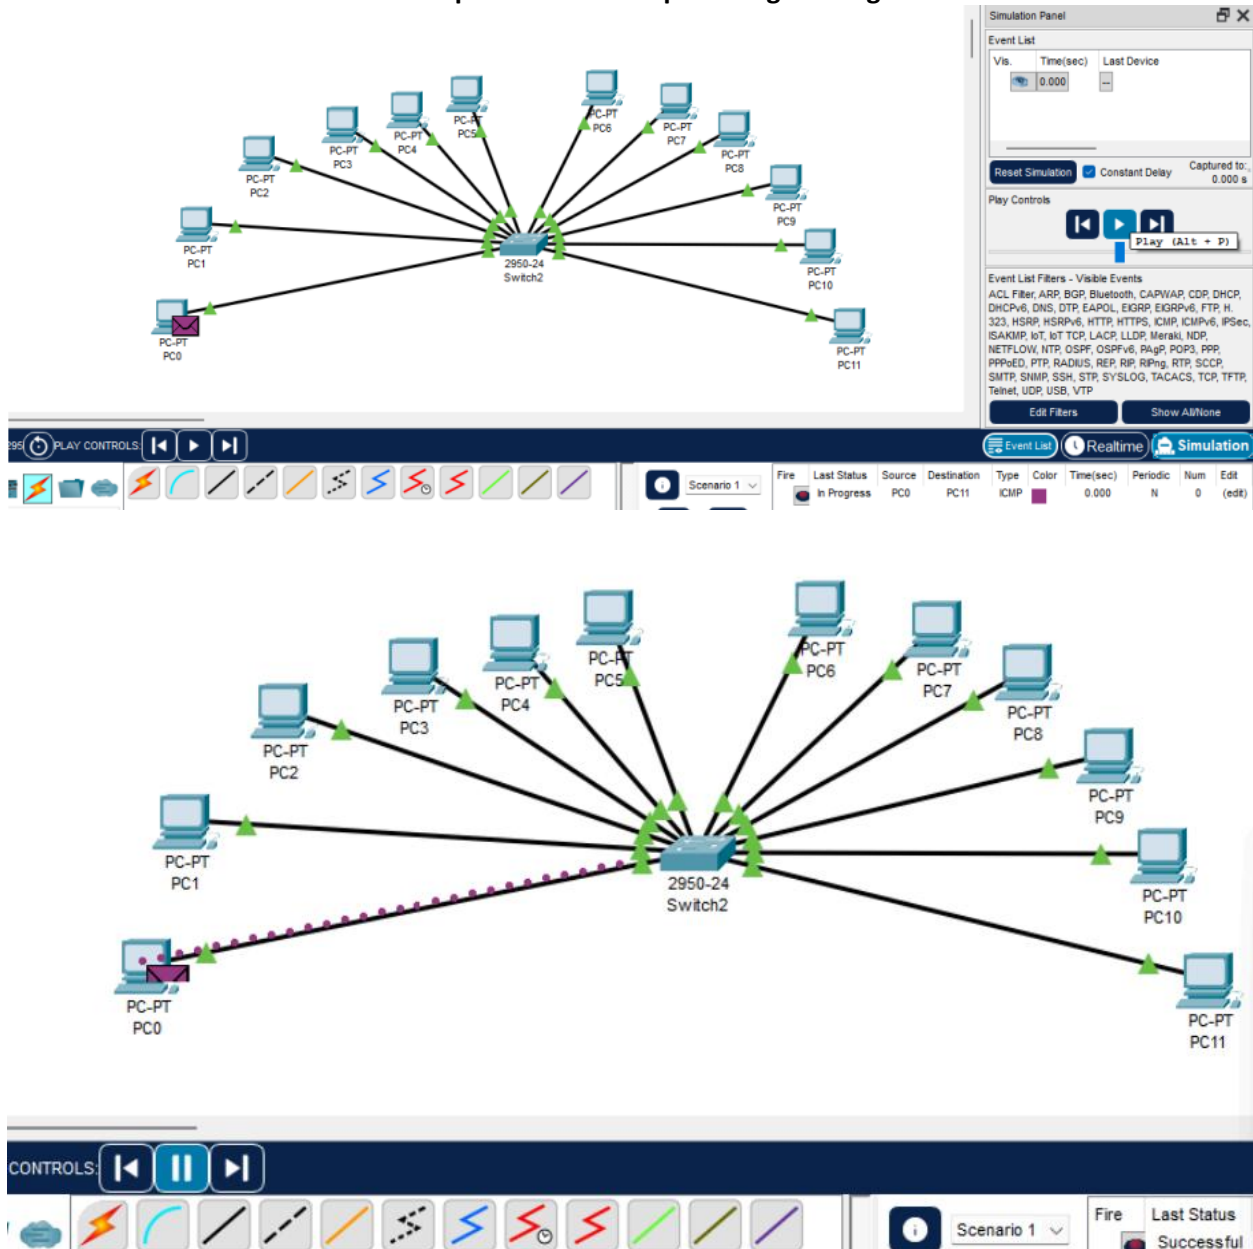 Simulation Panel
Event List
Vis. Time(sec) Last Device
0.000 --
Reset Simulation Constant Delay Captured to:
0.000 s
Play Controls
Play (Alt + P)
Event List Filters - Visible Events
ACL Filter, ARP, BGP, Bluetooth, CAPWAP, CDP, DHCP,
DHCPv6, DNS, DTP, EAPOL, EIGRP, EIGRPv6, FTP, H.
323, HSRP, HSRPv6, HTTP, HTTPS, ICMP, ICMPv6, IPSec,
ISAKMP, IoT, IoT TCP, LACP, LLDP, Meraki, NDP,
NETFLOW, NTP, OSPF, OSPFv6, PAgP, POP3, PPP,
PPPoED, PTP, RADIUS, REP, RIP, RIPng, RTP, SCCP,
SMTP, SNMP, SSH, STP, SYSLOG, TACACS, TCP, TFTP,
Telnet, UDP, USB, VTP
Edit Filters Show All/None
PC-PT
PC5
PC-PT
PC6
PC-PT
PC4
PC-PT
PC7
PC-PT
PC3
PC-PT
PC8
PC-PT
PC2
PC-PT
PC9
PC-PT
PC1
2950-24
Switch2
PC-PT
PC10
PC-PT
PC0
PC-PT
PC11
295 PLAY CONTROLS:
Event List Realtime Simulation
Scenario 1
Fire Last Status Source Destination Type Color Time(sec) Periodic Num Edit
In Progress PC0 PC11 ICMP 0.000 N 0 (edit)
PC-PT
PC5
PC-PT
PC6
PC-PT
PC4
PC-PT
PC7
PC-PT
PC3
PC-PT
PC8
PC-PT
PC2
PC-PT
PC9
PC-PT
PC1
2950-24
Switch2
PC-PT
PC10
PC-PT
PC0
PC-PT
PC11
CONTROLS:
Scenario 1
Fire Last Status
Successful